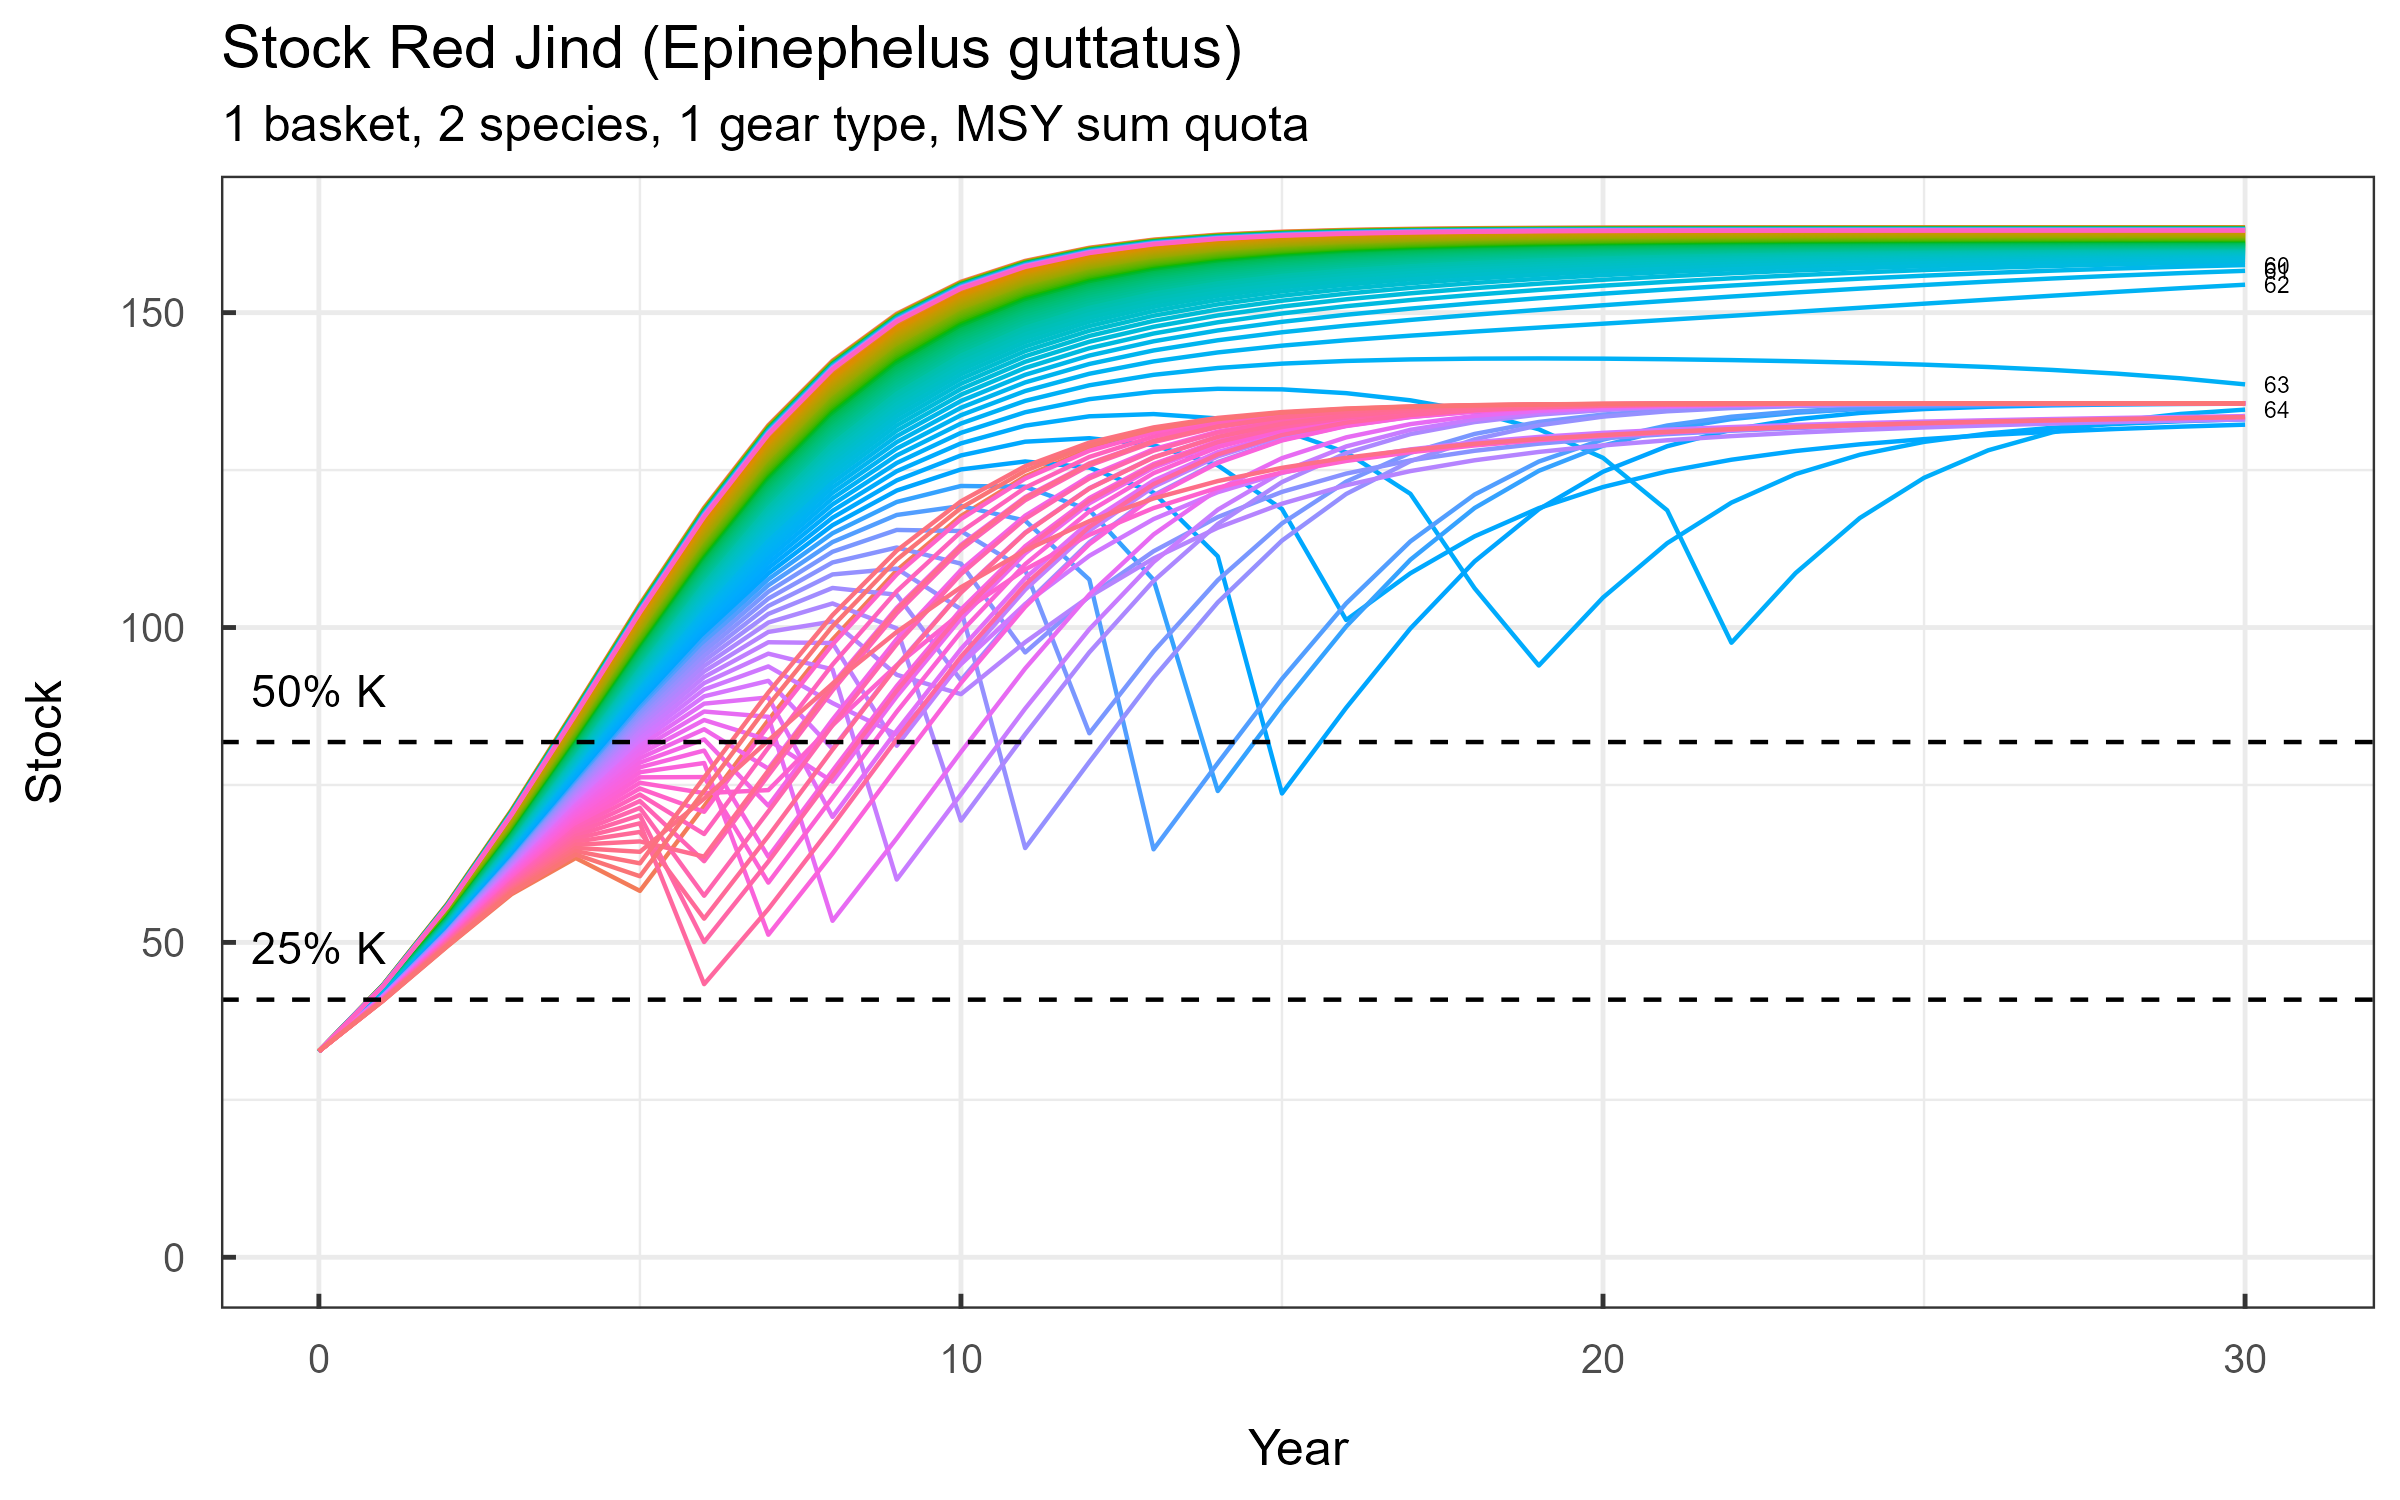 Stock Red Jind (Epinephelus guttatus)
1 basket, 2 species, 1 gear type, MSY sum quota
Stock
150
100
50
0
50% K
25% K
60
61
62
63
64
0
10
20
30
Year